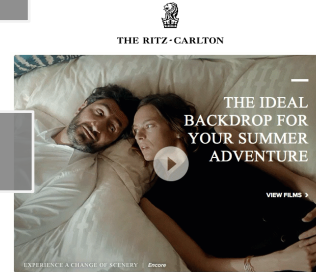 THE RITZ-CARLTON
THE IDEAL
BACKDROP FOR
YOUR SUMMER
ADVENTURE
VIEW FILMS >
EXPERIENCE A CHANGE OF SCENERY | Encore